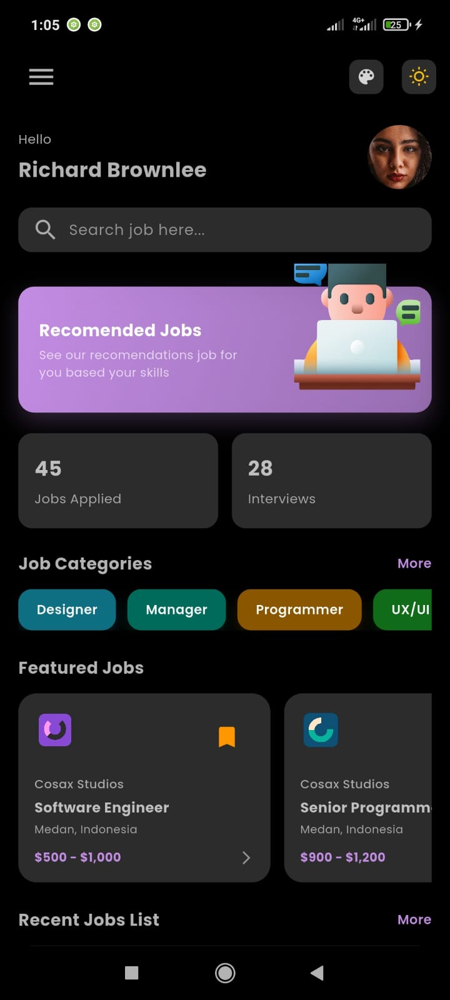 1:05
4G+
25
Hello
Richard Brownlee
Search job here...
Recomended Jobs
See our recomendations job for
you based your skills
45
Jobs Applied
28
Interviews
Job Categories
More
Designer
Manager
Programmer
UX/UI
Featured Jobs
Cosax Studios
Software Engineer
Medan, Indonesia
$500 - $1,000
Cosax Studios
Senior Programm
Medan, Indonesia
$900 - $1,200
Recent Jobs List
More